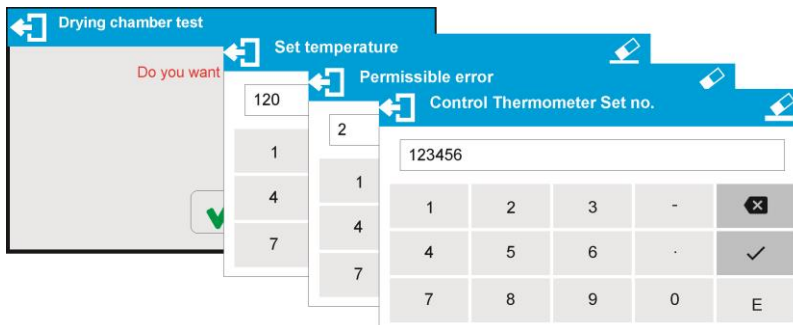 Drying chamber test
Do you want
Set temperature
120
1
4
7
Permissible error
2
1
4
7
Control Thermometer Set no.
123456
1 2 3 -
4 5 6 .
7 8 9 0 E